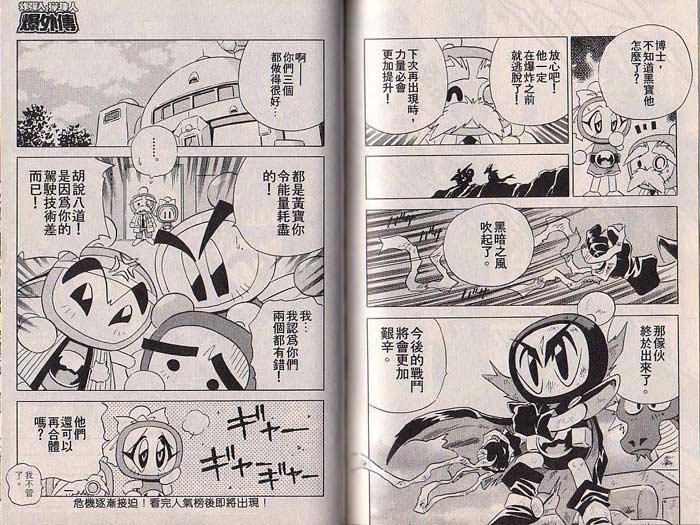 博士，
不知道黑寶他
怎麼了？
放心吧！
他一定
在爆炸之前
就逃脫了！
下次再出現時，
力量必會
更加提升！
黑暗之風
吹起了。
那傢伙
終於出來了。
今後的戰鬥
將會更加
艱辛。
爆外傳
啊——
你們三個
都做得很好…
……
都是黃寶你
令能量耗盡
的！
胡說八道！
是因為你的
駕駛技術差
而已！
我…
我認為你們
兩個都有錯！
ギャー
ギャー
他們
還可以
再合體
嗎？
我不管
了。
危機逐漸接近！看完人氣榜後即將出現！